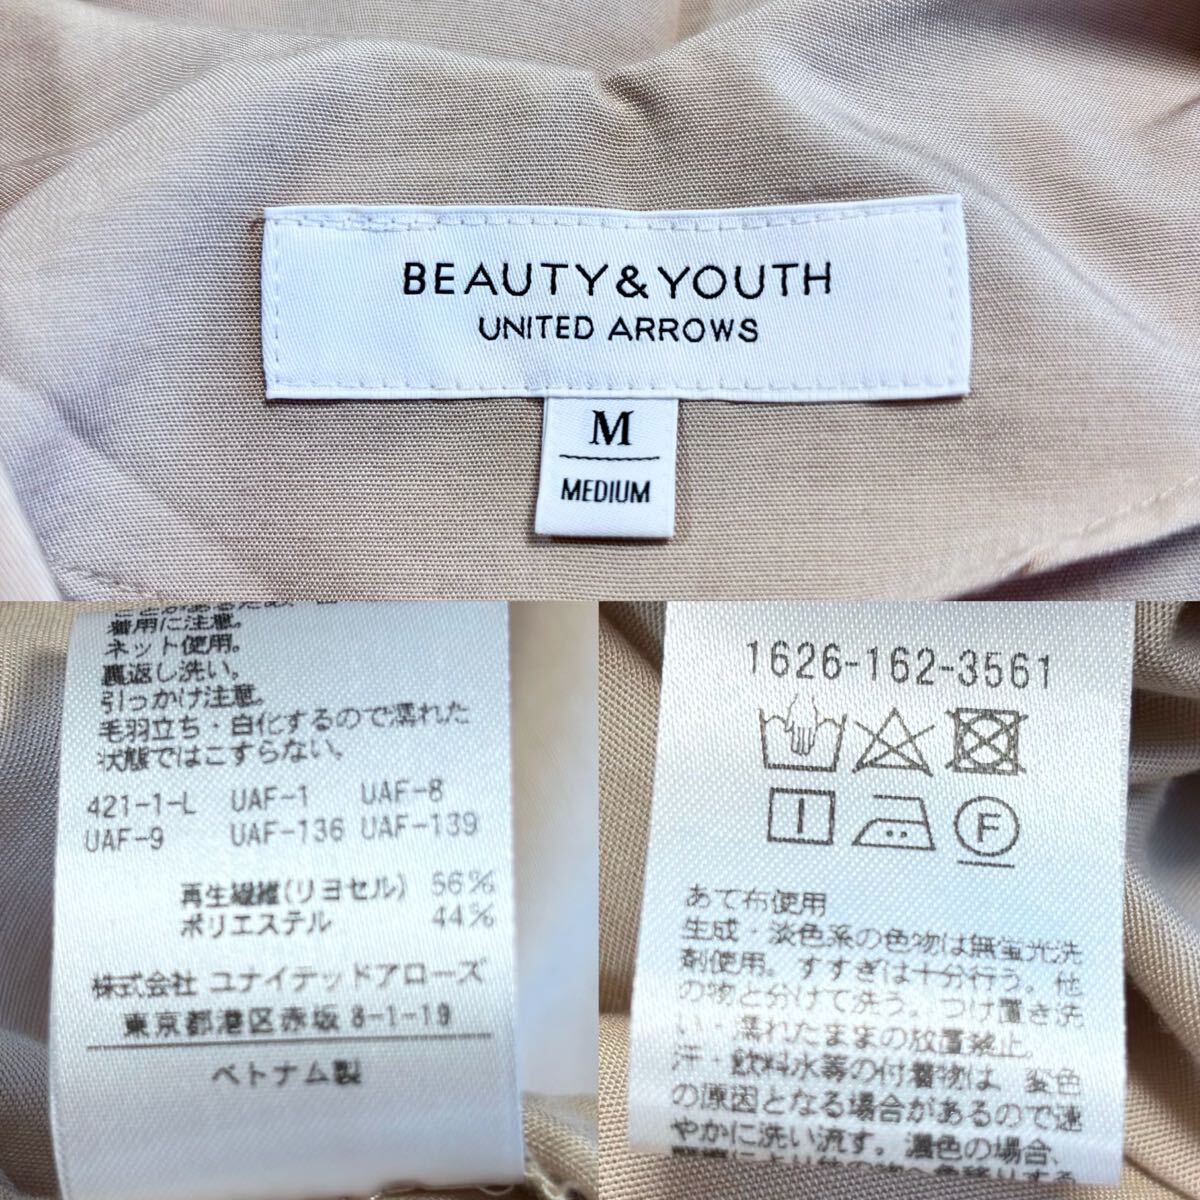 BEAUTY&YOUTH
UNITED ARROWS
M
MEDIUM
着用に注意。
ネット使用。
裏返し洗い。
引っかけ注意。
毛羽立ち・白化するので濡れた
状態ではこすらない。
421-1-L UAF-1 UAF-8
UAF-9 UAF-136 UAF-139
再生繊維(リヨセル) 56%
ポリエステル 44%
株式会社 ユナイテッドアローズ
東京都港区赤坂 8-1-19
ベトナム製
1626-162-3561
F
あて布使用
生成・淡色系の色物は無蛍光洗
剤使用。すすぎは十分行う。他
の物と分けて洗う。つけ置き洗
い・濡れたままの放置禁止。
汗・飲料水等の付着物は、変色
の原因となる場合があるので速
やかに洗い流す。濃色の場合、